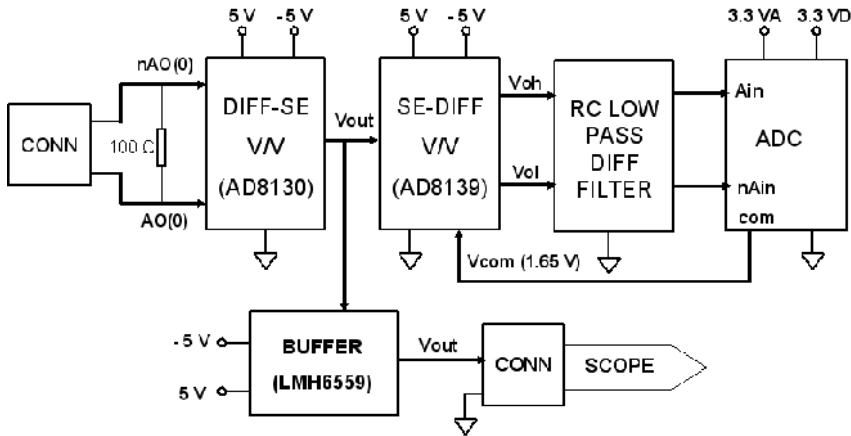 5 V
- 5 V
5 V
- 5 V
3.3 VA
3.3 VD
nAO(0)
CONN
100 Ω
AO(0)
DIFF-SE
V/V
(AD8130)
Vout
SE-DIFF
V/V
(AD8139)
Voh
Vol
RC LOW
PASS
DIFF
FILTER
Ain
ADC
nAin
com
Vcom (1.65 V)
- 5 V
5 V
BUFFER
(LMH6559)
Vout
CONN
SCOPE